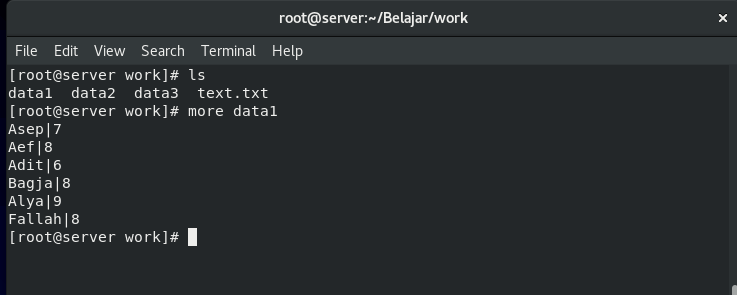 root@server:~/Belajar/work ×
File Edit View Search Terminal Help
[root@server work]# ls
data1 data2 data3 text.txt
[root@server work]# more data1
Asep|7
Aef|8
Adit|6
Bagja|8
Alya|9
Fallah|8
[root@server work]#